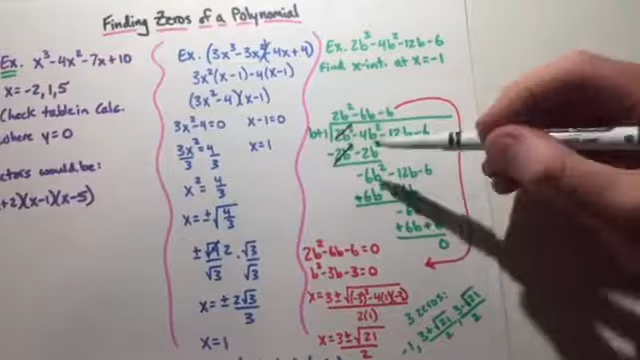 Finding Zeros of a Polynomial
Ex. x³-4x²-7x+10
x=-2,1,5
Check table in Calc.
where y=0
ctors would be:
+2)(x-1)(x-5)
Ex. (3x³-3x²-4x+4)
3x²(x-1)-4(x-1)
(3x²-4)(x-1)
3x²-4=0 x-1=0
3x²/3=4/3 x=1
x²=4/3
x=±√4/3
±√4 2/√3 · √3/√3
x=±2√3/3
x=1
Ex. 2b³-4b²-12b-6
Find x-int. at x=-1
2b²-6b-6
b+1 2b³-4b²-12b-6
-2b³-2b²
-6b²-12b-6
+6b²
-6
+6b+6
0
2b²-6b-6=0
b²-3b-3=0
x=3±√(-3)²-4(1)(-3)/2(1)
x=3±√21/2
3 zeros:
-1, 3+√21/2, 3-√21/2